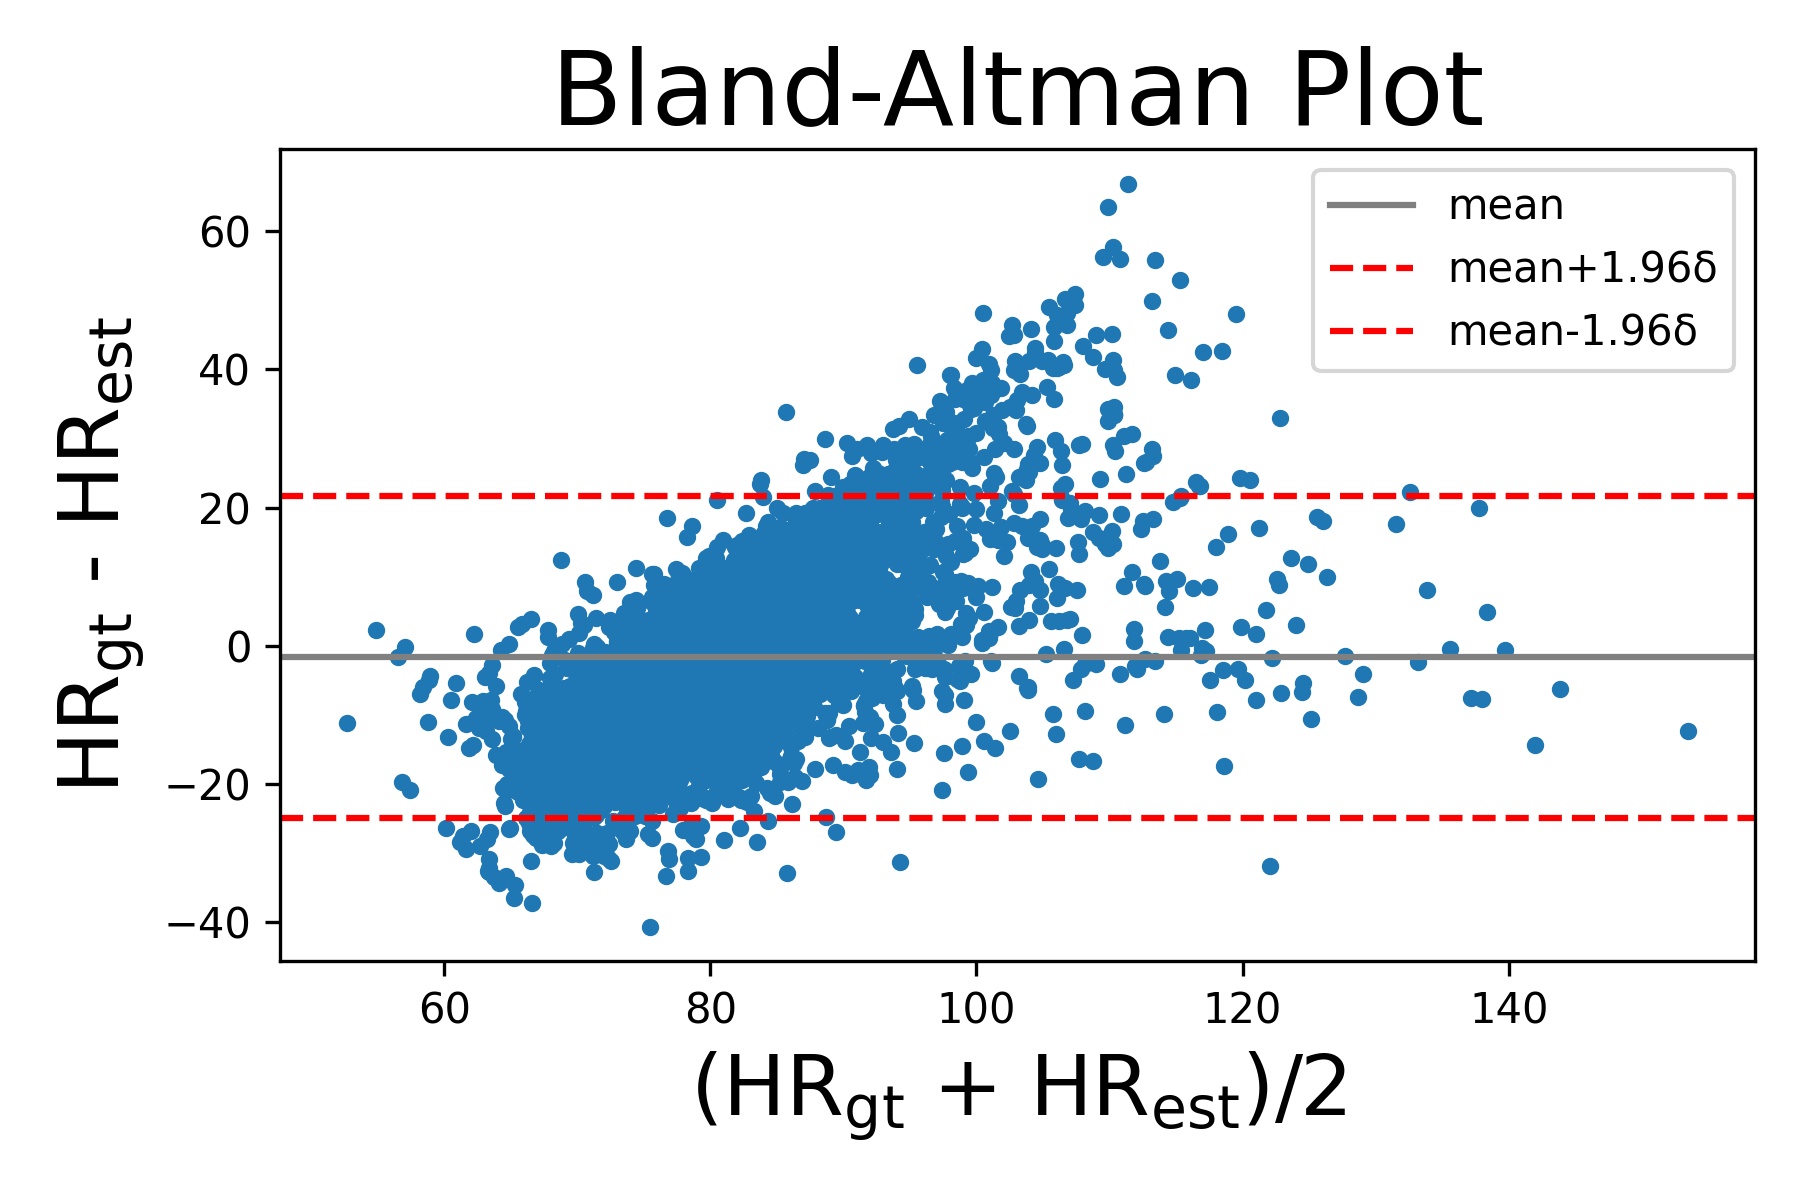 Bland-Altman Plot
mean
mean+1.96δ
mean-1.96δ
HRgt - HRest
60
40
20
0
−20
−40
60 80 100 120 140
(HRgt + HRest)/2